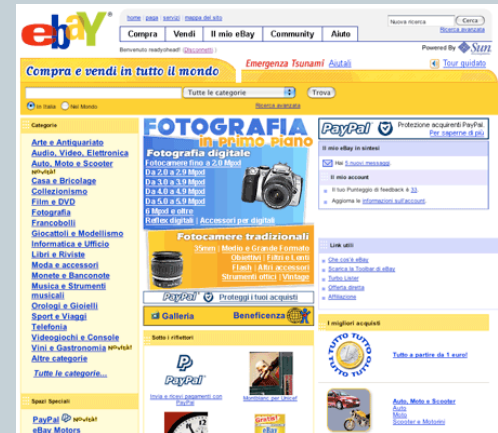 ebaY
home | paga | servizi | mappa del sito
Compra Vendi Il mio eBay Community Aiuto
Nuova ricerca Cerca
Ricerca avanzata
Benvenuto readyohead! (Disconnetti)
Powered By Sun
Compra e vendi in tutto il mondo
Emergenza Tsunami Aiutali
Tour guidato
Tutte le categorie Trova
In Italia Nel Mondo
Ricerca avanzata
Categorie
Arte e Antiquariato
Audio, Video, Elettronica
Auto, Moto e Scooter
Novità!
Casa e Bricolage
Collezionismo
Film e DVD
Fotografia
Francobolli
Giocattoli e Modellismo
Informatica e Ufficio
Libri e Riviste
Moda e accessori
Monete e Banconote
Musica e Strumenti
musicali
Orologi e Gioielli
Sport e Viaggi
Telefonia
Videogiochi e Console
Vini e Gastronomia Novità!
Altre categorie
Tutte le categorie...
Spazi Speciali
PayPal Novità!
eBay Motors
FOTOGRAFIA
in Primo Piano
Fotografia digitale
Fotocamere fino a 2.0 Mpxl
Da 2.0 a 2.9 Mpxl
Da 3.0 a 3.9 Mpxl
Da 4.0 a 4.9 Mpxl
Da 5.0 a 5.9 Mpxl
6 Mpxl e oltre
Reflex digitali | Accessori per digitali
Fotocamere tradizionali
35mm | Medio e Grande Formato
Obiettivi | Filtri e Lenti
Flash | Altri accessori
Strumenti ottici | Vintage
PayPal Proteggi i tuoi acquisti
Galleria Beneficenza
Sotto i riflettori
PayPal
Invia e ricevi pagamenti con
PayPal
Montblanc per Unicef
Gratis!
eBay
PayPal Protezione acquirenti PayPal.
Per saperne di più
Il mio eBay in sintesi
Hai 5 nuovi messaggi.
Il mio account
Il tuo Punteggio di feedback è 33.
Aggiorna le informazioni sull'account.
Link utili
Che cos'è eBay
Scarica la Toolbar di eBay
Turbo Lister
Offerta diretta
Affiliazione
I migliori acquisti
TUTTO TUTTO
1
Tutto a partire da 1 euro!
Auto, Moto e Scooter
Auto
Moto
Scooter e Motorini